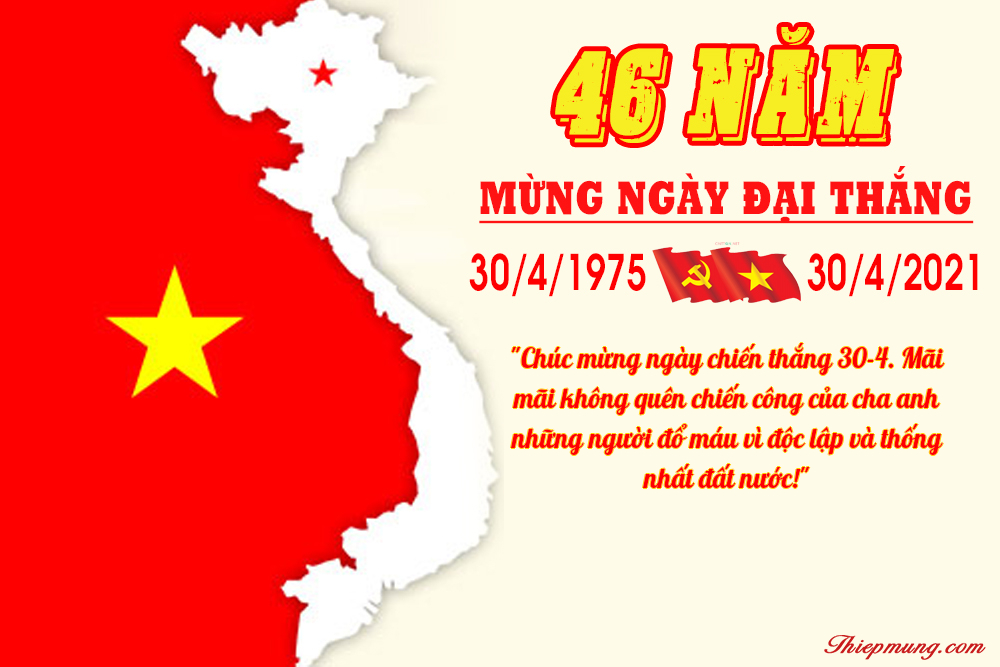 46 NĂM
MỪNG NGÀY ĐẠI THẮNG
30/4/1975 30/4/2021
"Chúc mừng ngày chiến thắng 30-4. Mãi
mãi không quên chiến công của cha anh
những người đổ máu vì độc lập và thống
nhất đất nước!"
Thiepmung.com